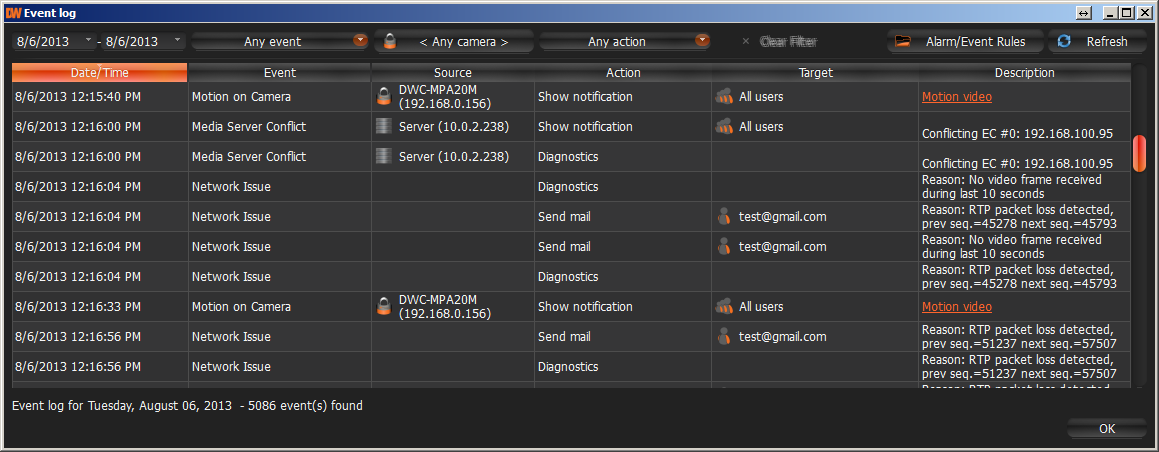 DW Event log
8/6/2013 - 8/6/2013 Any event < Any camera > Any action × Clear Filter Alarm/Event Rules Refresh
Date/Time Event Source Action Target Description
8/6/2013 12:15:40 PM Motion on Camera DWC-MPA20M (192.168.0.156) Show notification All users Motion video
8/6/2013 12:16:00 PM Media Server Conflict Server (10.0.2.238) Show notification All users Conflicting EC #0: 192.168.100.95
8/6/2013 12:16:00 PM Media Server Conflict Server (10.0.2.238) Diagnostics Conflicting EC #0: 192.168.100.95
8/6/2013 12:16:04 PM Network Issue Diagnostics Reason: No video frame received during last 10 seconds
8/6/2013 12:16:04 PM Network Issue Send mail test@gmail.com Reason: RTP packet loss detected, prev seq.=45278 next seq.=45793
8/6/2013 12:16:04 PM Network Issue Send mail test@gmail.com Reason: No video frame received during last 10 seconds
8/6/2013 12:16:04 PM Network Issue Diagnostics Reason: RTP packet loss detected, prev seq.=45278 next seq.=45793
8/6/2013 12:16:33 PM Motion on Camera DWC-MPA20M (192.168.0.156) Show notification All users Motion video
8/6/2013 12:16:56 PM Network Issue Send mail test@gmail.com Reason: RTP packet loss detected, prev seq.=51237 next seq.=57507
8/6/2013 12:16:56 PM Network Issue Diagnostics Reason: RTP packet loss detected, prev seq.=51237 next seq.=57507
Event log for Tuesday, August 06, 2013 - 5086 event(s) found
OK